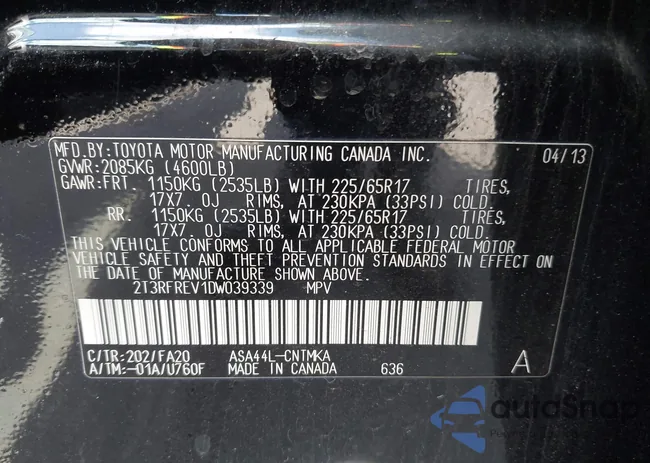 MFD.BY:TOYOTA MOTOR MANUFACTURING CANADA INC. 04/13
GVWR:2085KG (4600LB)
GAWR:FRT. 1150KG (2535LB) WITH 225/65R17 TIRES,
17X7. 0J RIMS, AT 230KPA (33PSI) COLD.
RR. 1150KG (2535LB) WITH 225/65R17 TIRES,
17X7. 0J RIMS, AT 230KPA (33PSI) COLD.
THIS VEHICLE CONFORMS TO ALL APPLICABLE FEDERAL MOTOR
VEHICLE SAFETY AND THEFT PREVENTION STANDARDS IN EFFECT ON
THE DATE OF MANUFACTURE SHOWN ABOVE.
2T3RFREV1DW039339 MPV
C/TR:202/FA20 ASA44L-CNTMKA
A/TM:-01A/U760F MADE IN CANADA 636 A
autoSnap